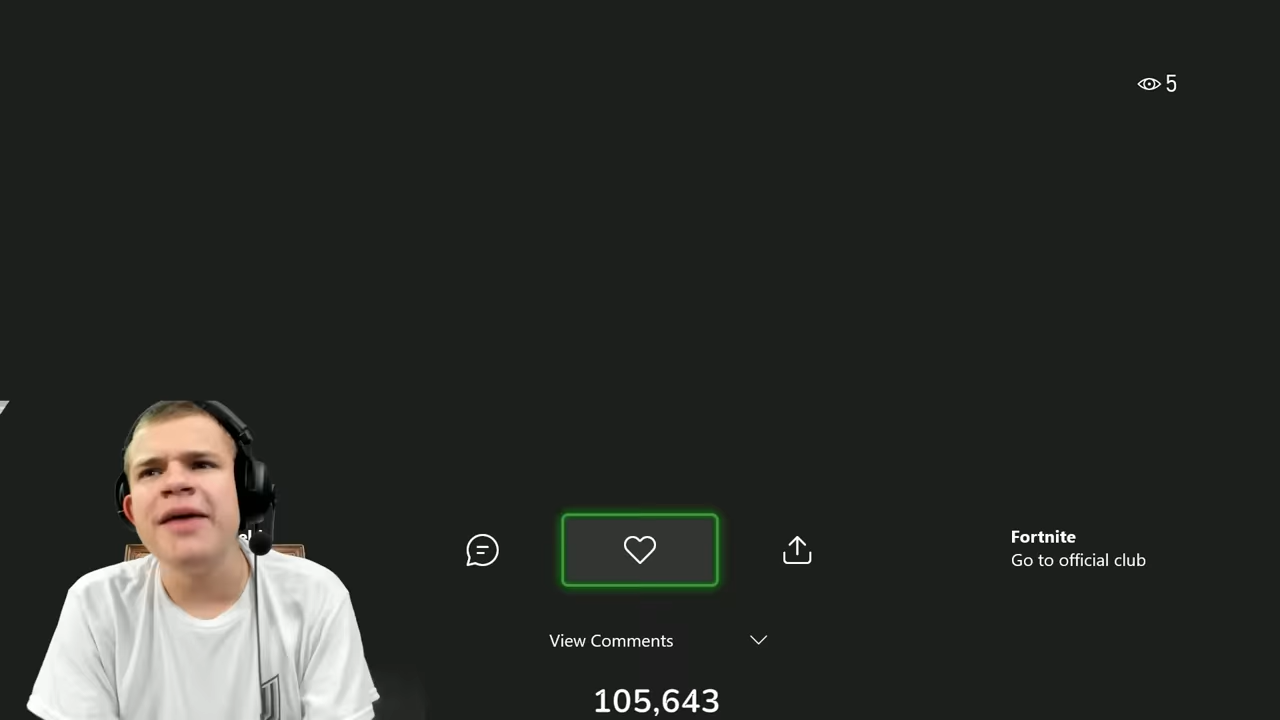 5
Fortnite
Go to official club
View Comments
105,643